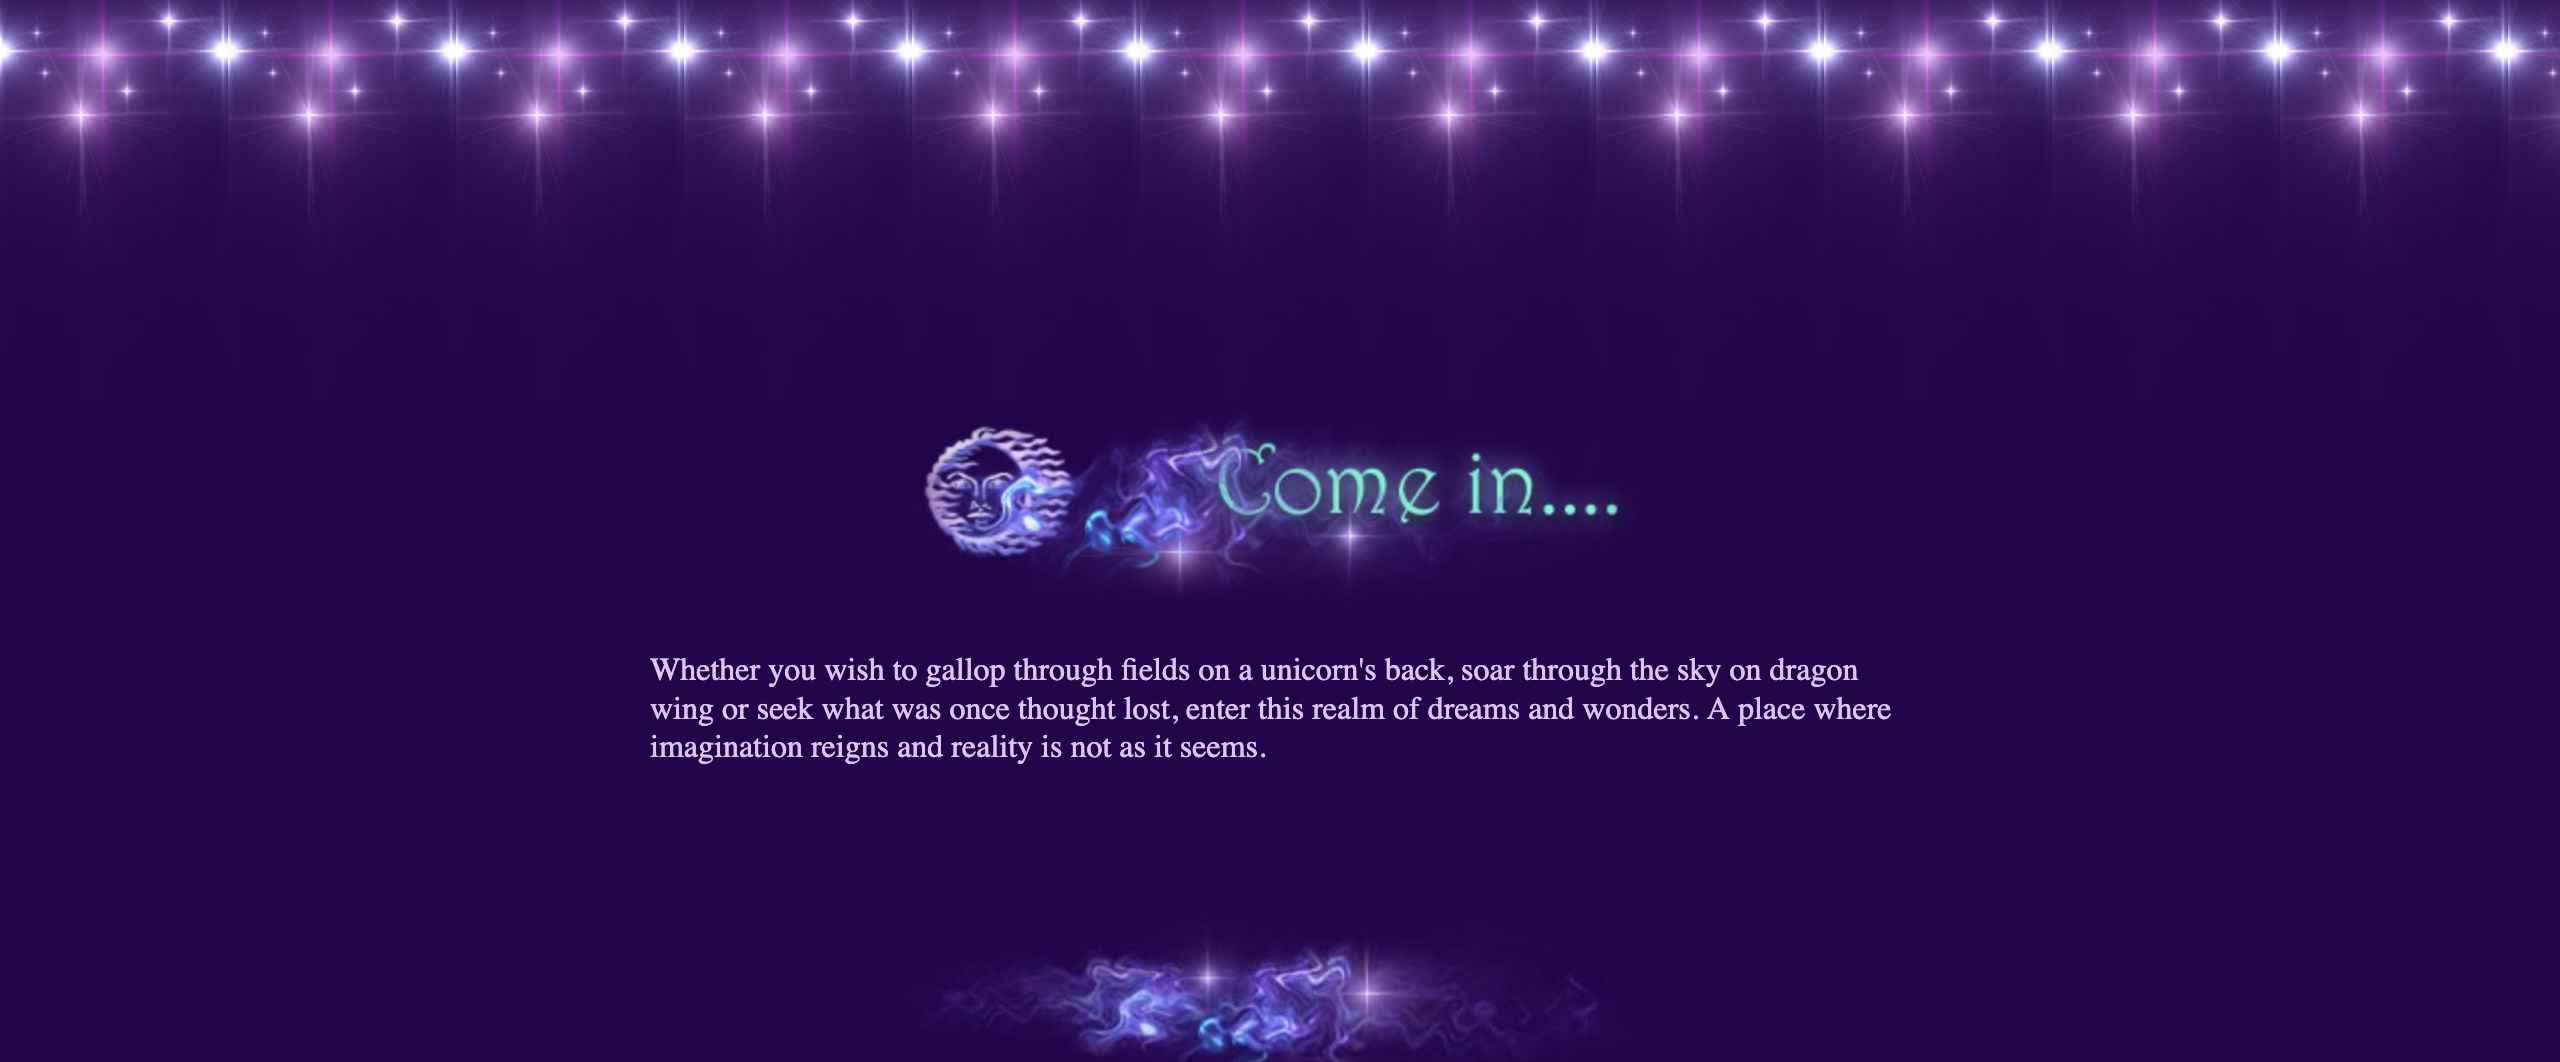 Come in....
Whether you wish to gallop through fields on a unicorn's back, soar through the sky on dragon
wing or seek what was once thought lost, enter this realm of dreams and wonders. A place where
imagination reigns and reality is not as it seems.